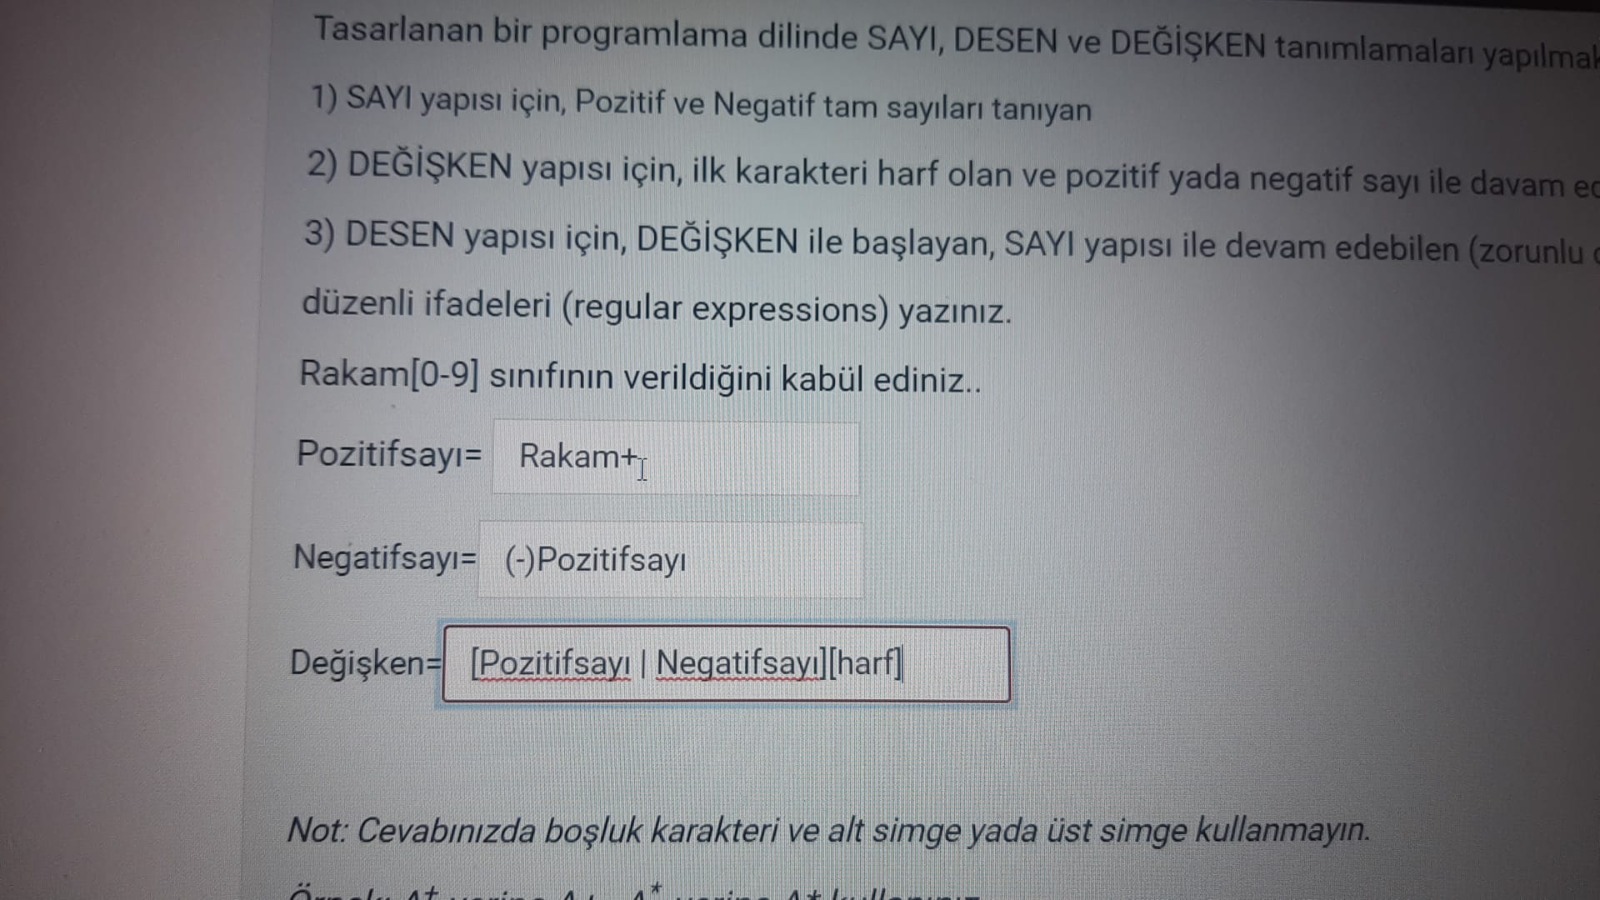 Tasarlanan bir programlama dilinde SAYI, DESEN ve DEĞİŞKEN tanımlamaları
1) SAYI yapısı için, Pozitif ve Negatif tam sayıları tanıyan
2) DEĞİŞKEN yapısı için, ilk karakteri harf olan ve pozitif yada negatif sayı ile davam
3) DESEN yapısı için, DEĞİŞKEN ile başlayan, SAYI yapısı ile devam edebilen (zorunlu
düzenli ifadeleri (regular expressions) yazınız.
Rakam[0-9] sınıfının verildiğini kabül ediniz..
Pozitifsayı= Rakam+
Negatifsayı= (-)Pozitifsayı
Değişken= [Pozitifsayı | Negatifsayı][harf]
Not: Cevabınızda boşluk karakteri ve alt simge yada üst simge kullanmayın.